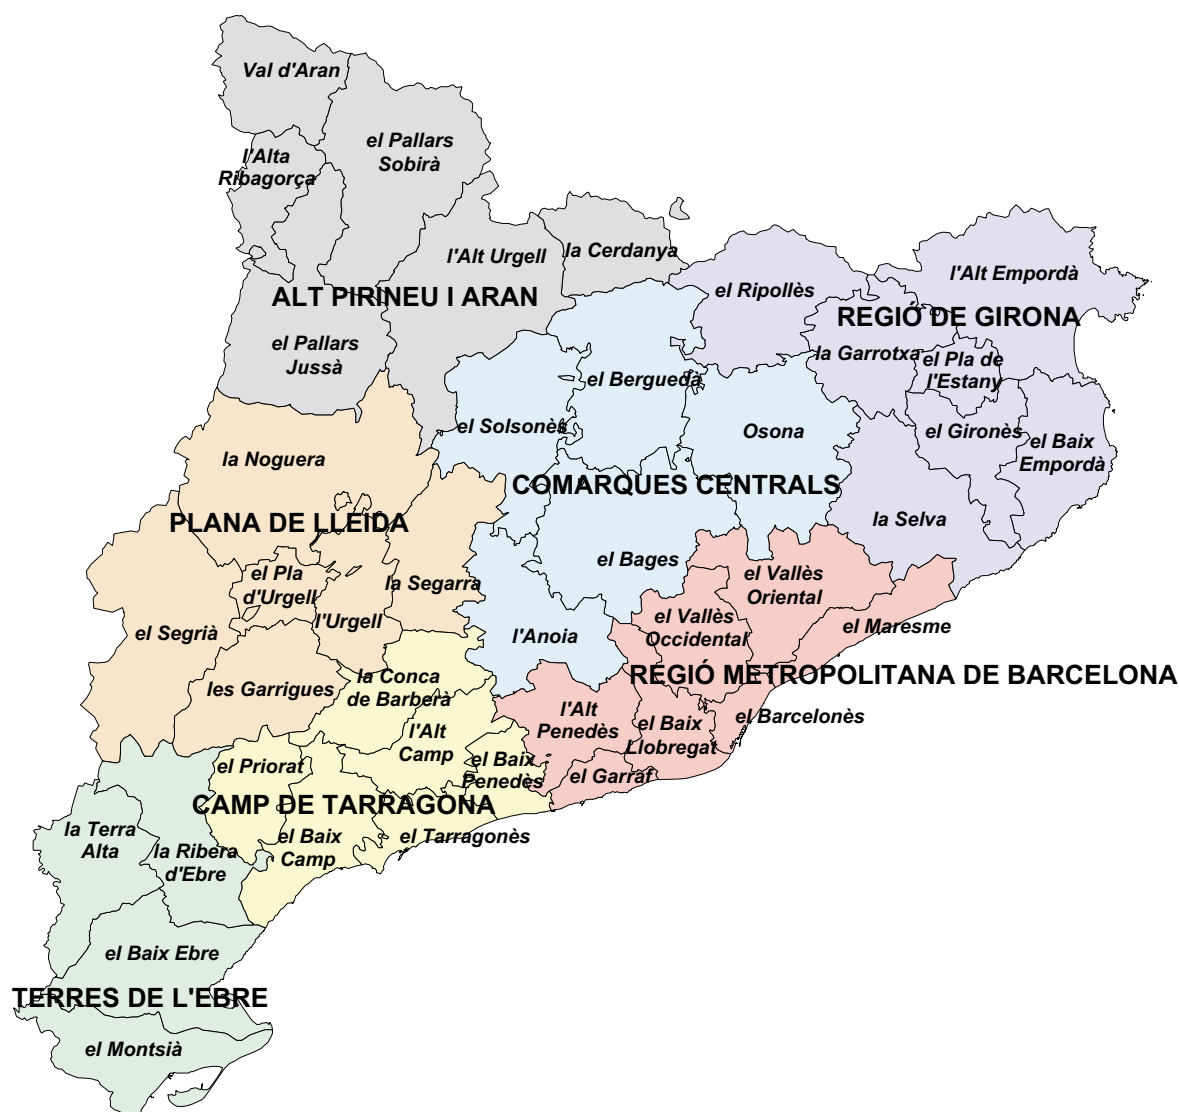 Val d'Aran
el Pallars
Sobirà
l'Alta
Ribagorça
l'Alt Urgell
la Cerdanya
ALT PIRINEU I ARAN
el Pallars
Jussà
el Ripollès
l'Alt Empordà
REGIÓ DE GIRONA
la Garrotxa
el Pla de
l'Estany
el Gironès
el Baix
Empordà
la Selva
el Berguedà
el Solsonès
Osona
COMARQUES CENTRALS
el Bages
l'Anoia
la Noguera
PLANA DE LLEIDA
el Pla
d'Urgell
la Segarra
l'Urgell
el Segrià
les Garrigues
el Vallès
Oriental
el Vallès
Occidental
el Maresme
REGIÓ METROPOLITANA DE BARCELONA
l'Alt
Penedès
el Baix
Llobregat
el Barcelonès
el Garraf
la Conca
de Barberà
l'Alt
Camp
el Baix
Penedès
el Priorat
CAMP DE TARRAGONA
el Baix
Camp
el Tarragonès
la Terra
Alta
la Ribera
d'Ebre
el Baix Ebre
TERRES DE L'EBRE
el Montsià